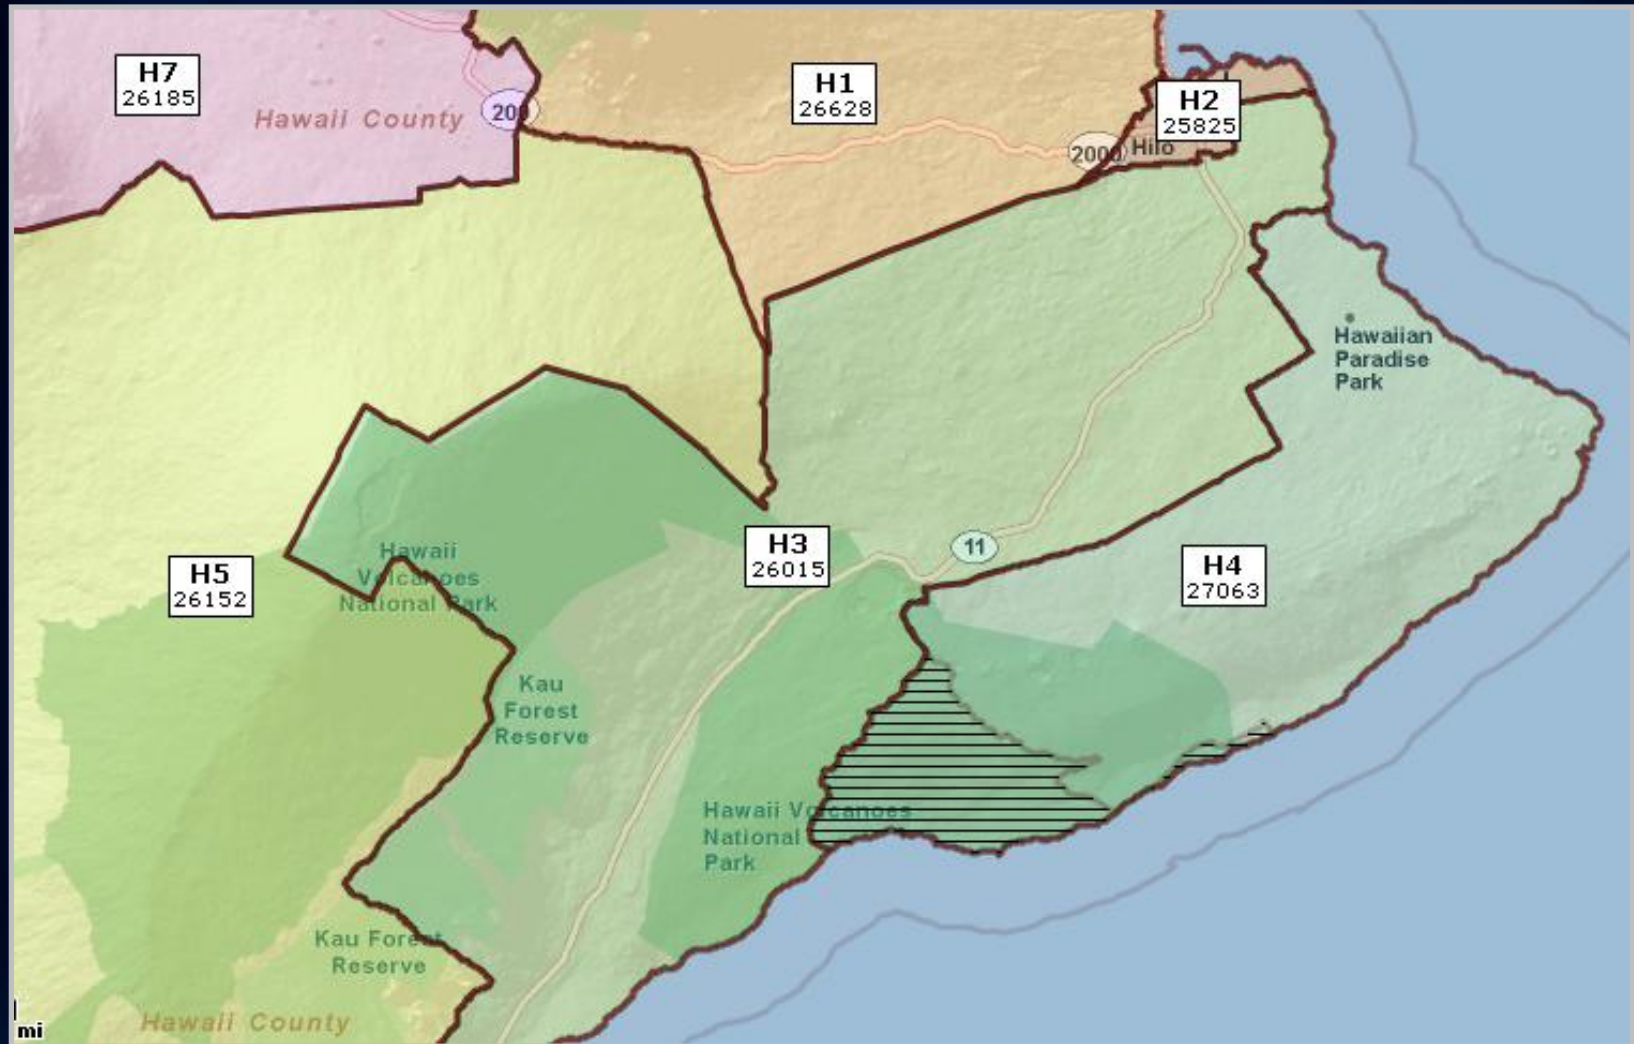 H7
26185
Hawaii County
200
H1
26628
H2
25825
2000
Hilo
Hawaiian
Paradise
Park
Hawaii
Volcanoes
National Park
H5
26152
H3
26015
11
H4
27063
Kau
Forest
Reserve
Hawaii Volcanoes
National
Park
Kau Forest
Reserve
Hawaii County
mi